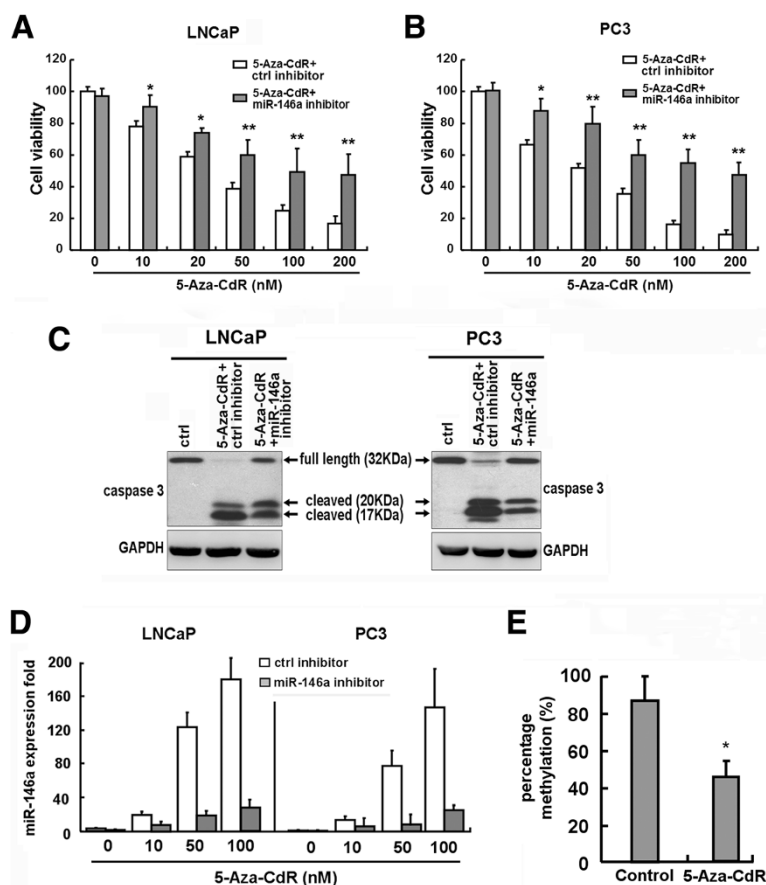 A
LNCaP
5-Aza-CdR+
ctrl inhibitor
5-Aza-CdR+
miR-146a inhibitor
Cell viability
120
100
80
60
40
20
0
*
*
**
**
**
0 10 20 50 100 200
5-Aza-CdR (nM)
B
PC3
5-Aza-CdR+
ctrl inhibitor
5-Aza-CdR+
miR-146a inhibitor
Cell viability
120
100
80
60
40
20
0
*
**
**
**
**
0 10 20 50 100 200
5-Aza-CdR (nM)
C
LNCaP
ctrl
5-Aza-CdR+
ctrl inhibitor
5-Aza-CdR
+miR-146a
inhibitor
PC3
ctrl
5-Aza-CdR+
ctrl inhibitor
5-Aza-CdR
+miR-146a
full length (32KDa)
caspase 3
cleaved (20KDa)
cleaved (17KDa)
caspase 3
GAPDH
GAPDH
D
LNCaP
PC3
ctrl inhibitor
miR-146a inhibitor
miR-146a expression fold
200
160
120
80
40
0
0 10 50 100 0 10 50 100
5-Aza-CdR (nM)
E
percentage
methylation (%)
100
80
60
40
20
0
*
Control 5-Aza-CdR